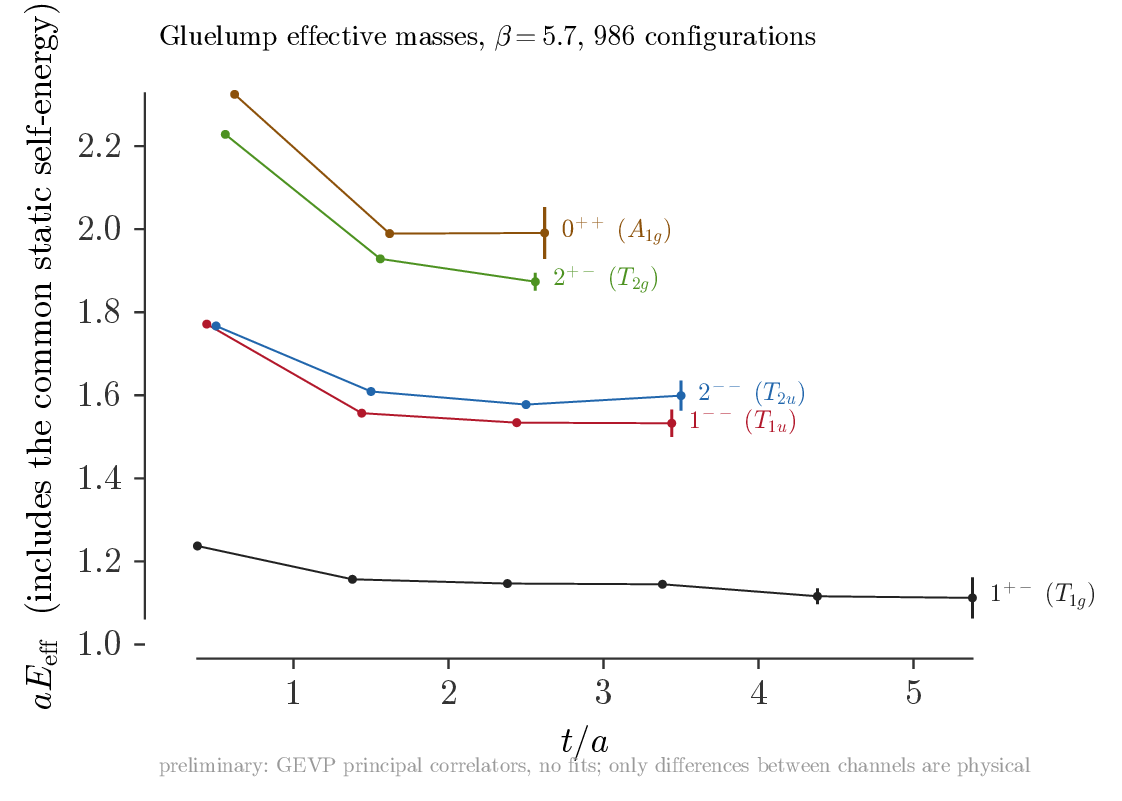 Gluelump effective masses, β = 5.7, 986 configurations
aE_eff (includes the common static self-energy)
2.2
2.0
1.8
1.6
1.4
1.2
1.0
0⁺⁺ (A₁g)
2⁺⁻ (T₂g)
2⁻⁻ (T₂u)
1⁻⁻ (T₁u)
1⁺⁻ (T₁g)
1 2 3 4 5
t/a
preliminary: GEVP principal correlators, no fits; only differences between channels are physical